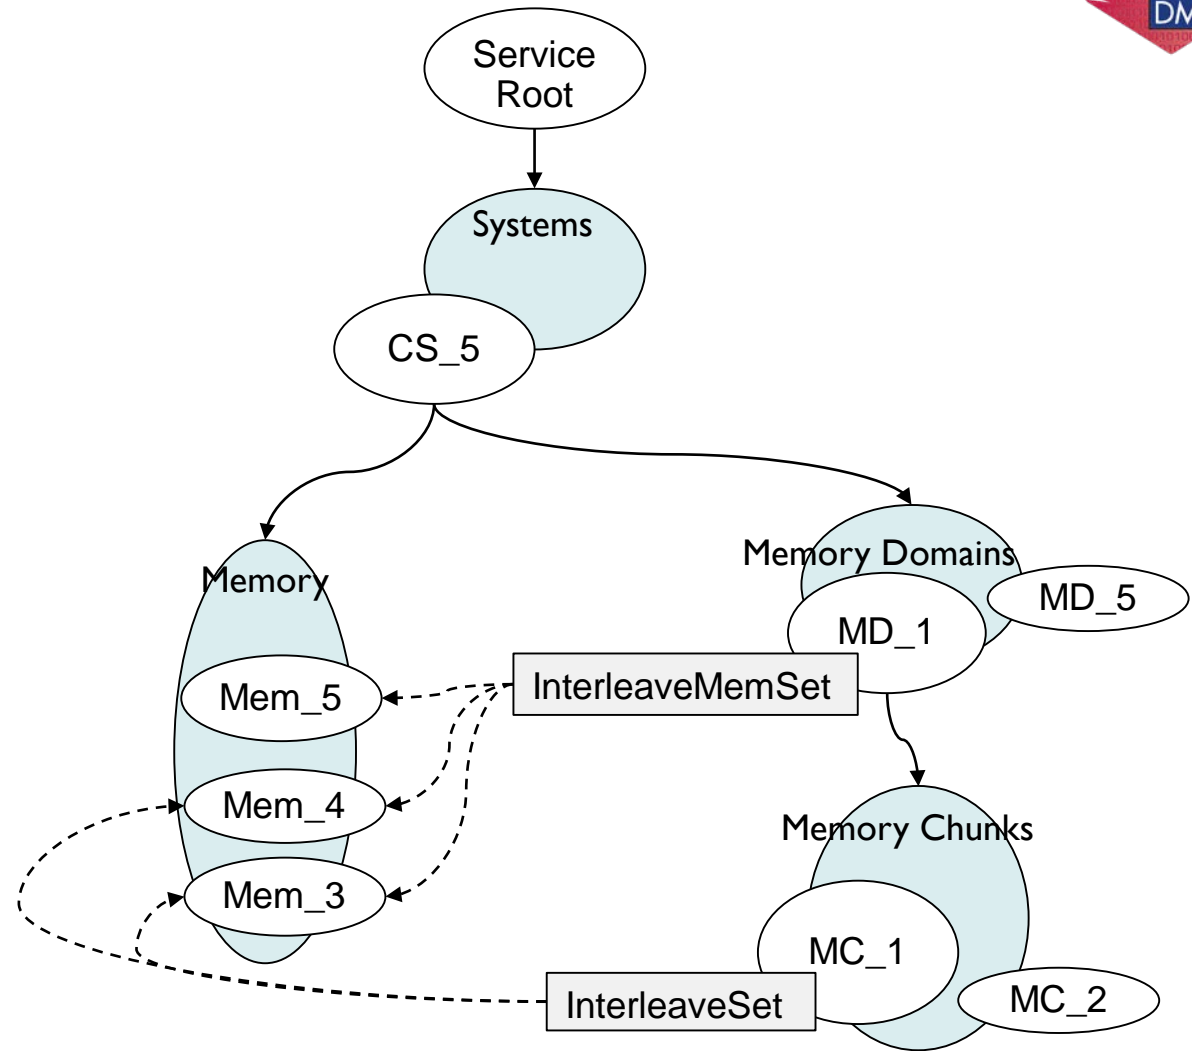 DM
Service
Root
Systems
CS_5
Memory Domains
Memory
MD_5
MD_1
InterleaveMemSet
Mem_5
Mem_4
Memory Chunks
Mem_3
MC_1
MC_2
InterleaveSet